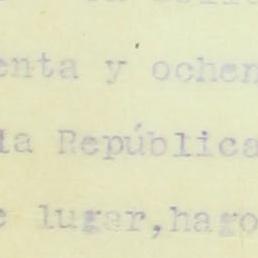 enta y ochen
la República
e lugar,hago